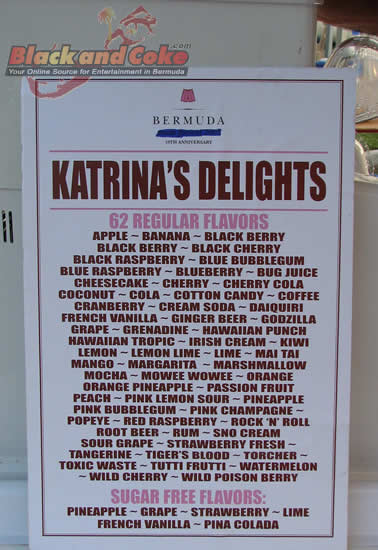 Black and Coke.com
Your Online Source for Entertainment in Bermuda
BERMUDA
10TH ANNIVERSARY
KATRINA'S DELIGHTS
62 REGULAR FLAVORS
APPLE ~ BANANA ~ BLACK BERRY
BLACK BERRY ~ BLACK CHERRY
BLACK RASPBERRY ~ BLUE BUBBLEGUM
BLUE RASPBERRY ~ BLUEBERRY ~ BUG JUICE
CHEESECAKE ~ CHERRY ~ CHERRY COLA
COCONUT ~ COLA ~ COTTON CANDY ~ COFFEE
CRANBERRY ~ CREAM SODA ~ DAIQUIRI
FRENCH VANILLA ~ GINGER BEER ~ GODZILLA
GRAPE ~ GRENADINE ~ HAWAIIAN PUNCH
HAWAIIAN TROPIC ~ IRISH CREAM ~ KIWI
LEMON ~ LEMON LIME ~ LIME ~ MAI TAI
MANGO ~ MARGARITA ~ MARSHMALLOW
MOCHA ~ MOWEE WOWEE ~ ORANGE
ORANGE PINEAPPLE ~ PASSION FRUIT
PEACH ~ PINK LEMON SOUR ~ PINEAPPLE
PINK BUBBLEGUM ~ PINK CHAMPAGNE ~
POPEYE ~ RED RASPBERRY ~ ROCK 'N' ROLL
ROOT BEER ~ RUM ~ SNO CREAM
SOUR GRAPE ~ STRAWBERRY FRESH ~
TANGERINE ~ TIGER'S BLOOD ~ TORCHER ~
TOXIC WASTE ~ TUTTI FRUTTI ~ WATERMELON
~ WILD CHERRY ~ WILD POISON BERRY
SUGAR FREE FLAVORS:
PINEAPPLE ~ GRAPE ~ STRAWBERRY ~ LIME
FRENCH VANILLA ~ PINA COLADA